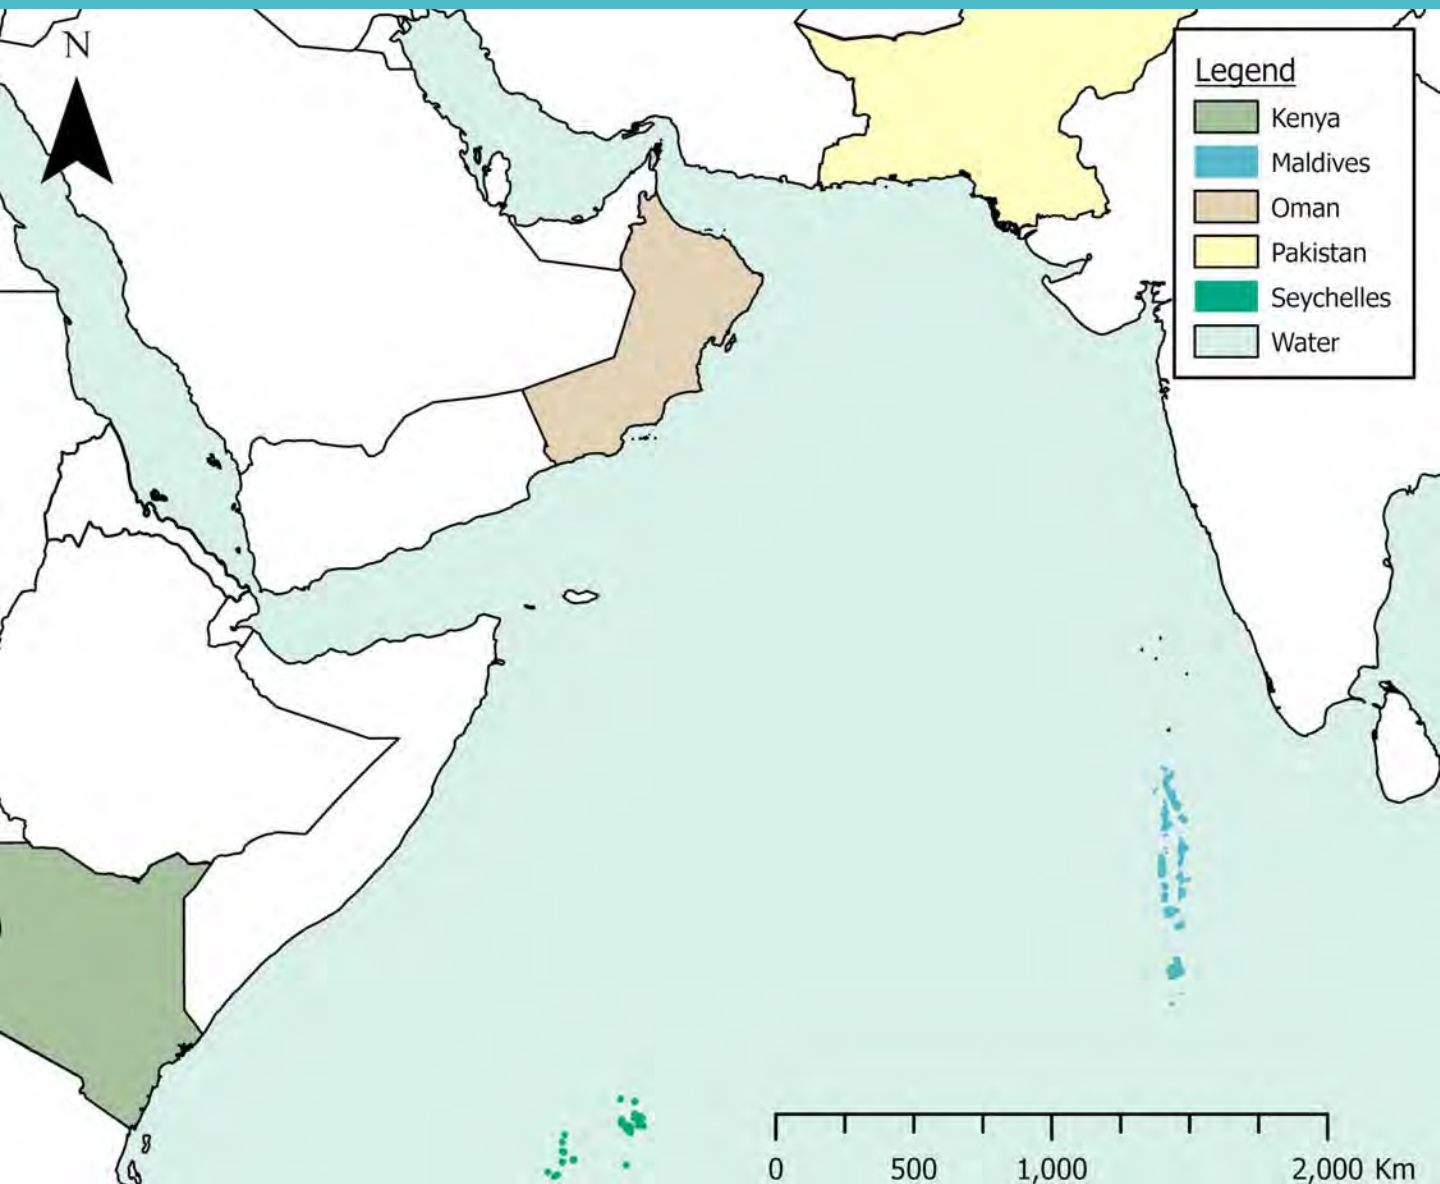 N
Legend
Kenya
Maldives
Oman
Pakistan
Seychelles
Water
0 500 1,000 2,000 Km